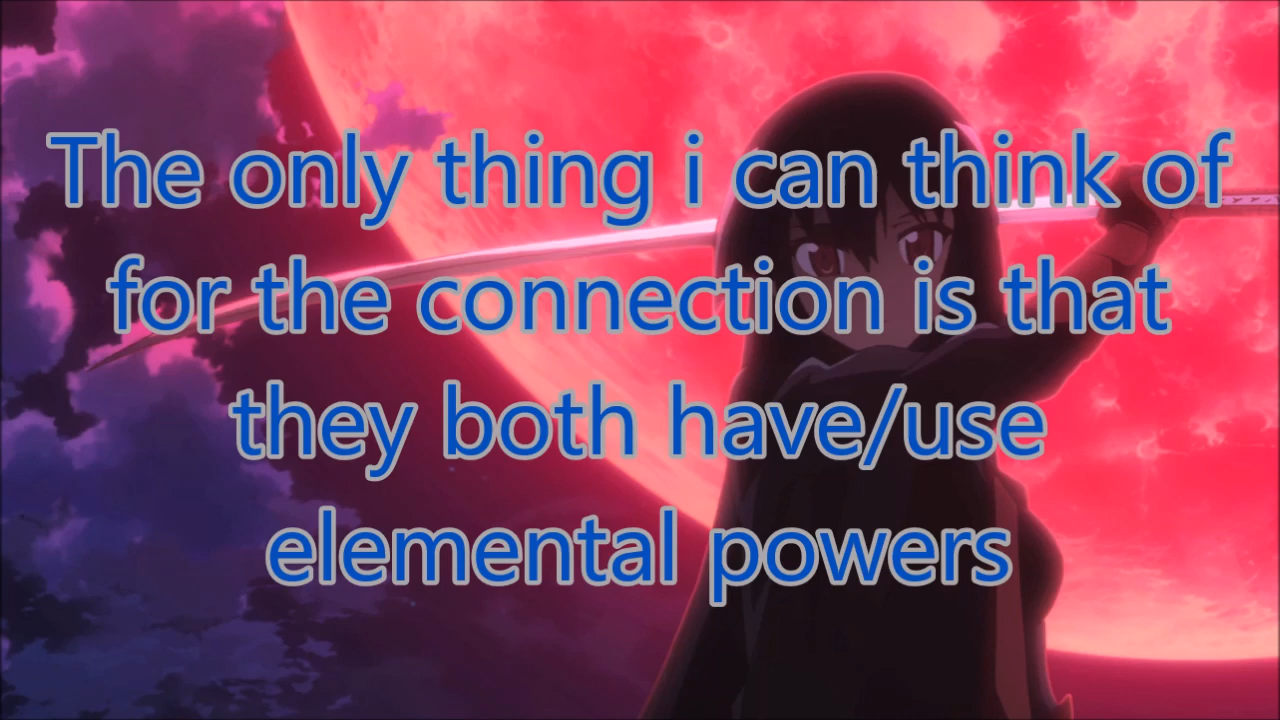 The only thing i can think of
for the connection is that
they both have/use
elemental powers